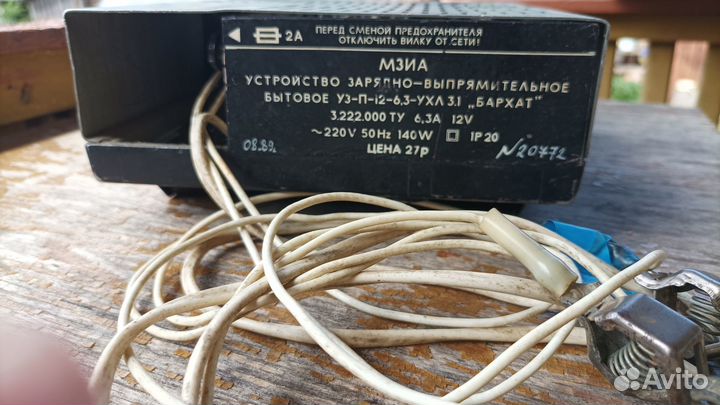 2А ПЕРЕД СМЕНОЙ ПРЕДОХРАНИТЕЛЯ
ОТКЛЮЧИТЬ ВИЛКУ ОТ СЕТИ!
МЗИА
УСТРОЙСТВО ЗАРЯДНО-ВЫПРЯМИТЕЛЬНОЕ
БЫТОВОЕ УЗ-П-12-6,3-УХЛ 3.1 „БАРХАТ"
3.222.000 ТУ 6,3А 12V
~220V 50Hz 140W IP20
08.89. ЦЕНА 27р N20772
Avito